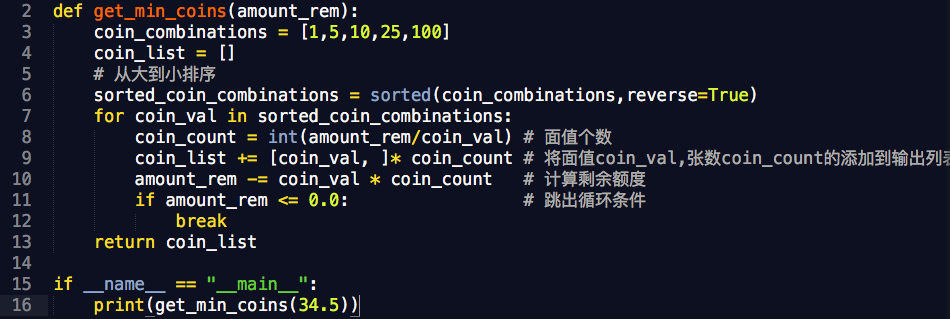 2 def get_min_coins(amount_rem):
3     coin_combinations = [1,5,10,25,100]
4     coin_list = []
5     # 从大到小排序
6     sorted_coin_combinations = sorted(coin_combinations,reverse=True)
7     for coin_val in sorted_coin_combinations:
8         coin_count = int(amount_rem/coin_val) # 面值个数
9         coin_list += [coin_val, ]* coin_count # 将面值coin_val,张数coin_count的添加到输出列
10         amount_rem -= coin_val * coin_count   # 计算剩余额度
11         if amount_rem <= 0.0:                 # 跳出循环条件
12             break
13     return coin_list
14
15 if __name__ == "__main__":
16     print(get_min_coins(34.5))